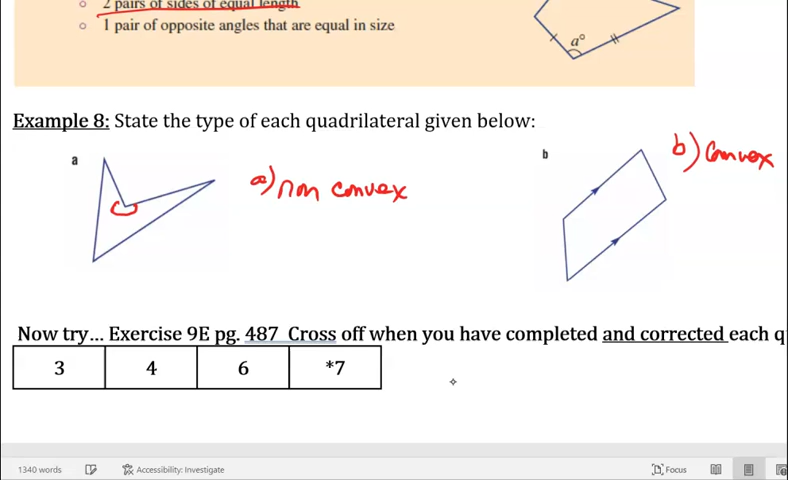 ○ 2 pairs of sides of equal length
○ 1 pair of opposite angles that are equal in size
a°
Example 8: State the type of each quadrilateral given below:
a
a) non convex
b
b) Convex
Now try... Exercise 9E pg. 487 Cross off when you have completed and corrected each q
3 4 6 *7
1340 words Accessibility: Investigate Focus